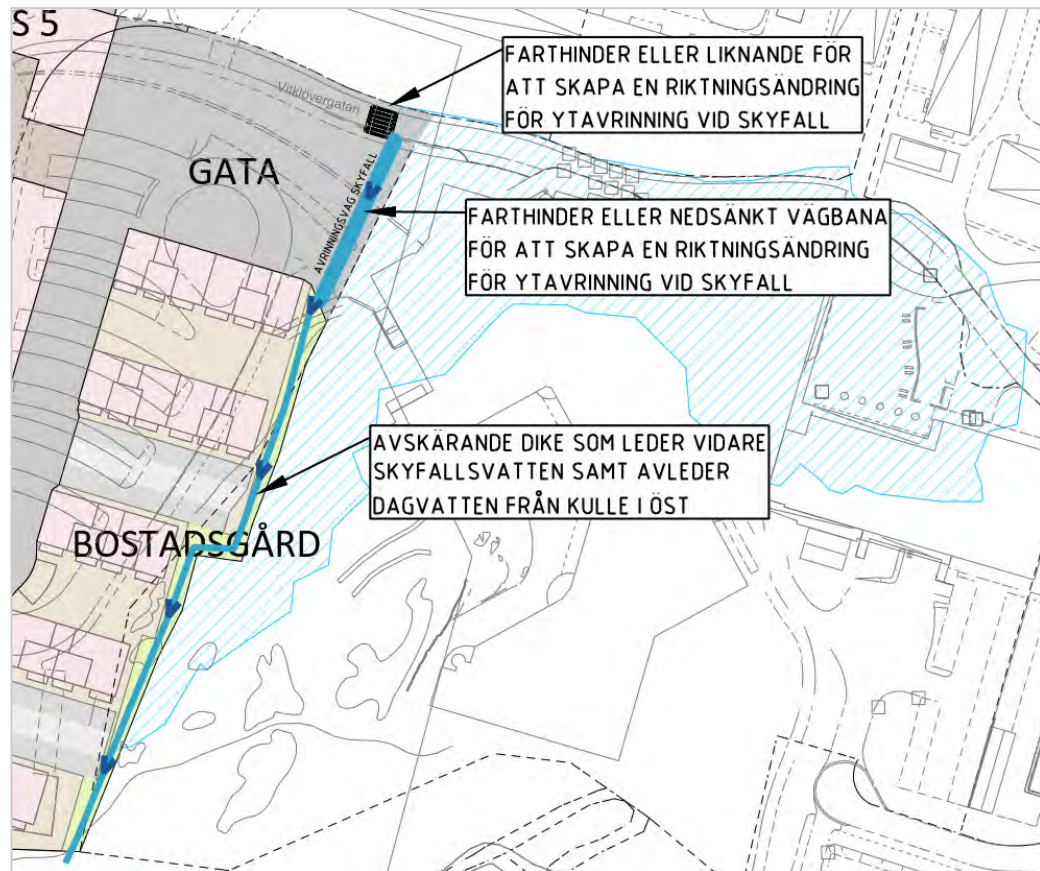 S 5
FARTHINDER ELLER LIKNANDE FÖR
ATT SKAPA EN RIKTNINGSÄNDRING
FÖR YTAVRINNING VID SKYFALL
Vitklövergatan
GATA
AVRINNINGSVÄG SKYFALL
FARTHINDER ELLER NEDSÄNKT VÄGBANA
FÖR ATT SKAPA EN RIKTNINGSÄNDRING
FÖR YTAVRINNING VID SKYFALL
AVSKÄRANDE DIKE SOM LEDER VIDARE
SKYFALLSVATTEN SAMT AVLEDER
DAGVATTEN FRÅN KULLE I ÖST
BOSTADSGÅRD